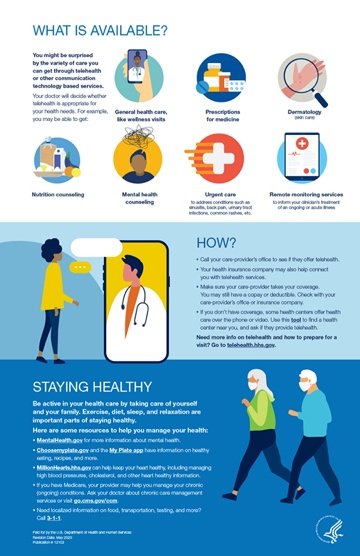 WHAT IS AVAILABLE?
You might be surprised
by the variety of care you
can get through telehealth
or other communication
technology based services.
Your doctor will decide whether
telehealth is appropriate for
your health needs. For example,
you may be able to get:
General health care,
like wellness visits
Prescriptions
for medicine
Dermatology
(skin care)
Nutrition counseling
Mental health
counseling
Urgent care
to address conditions such as
sinusitis, back pain, urinary tract
infections, common rashes, etc.
Remote monitoring services
to inform your clinician's treatment
of an ongoing or acute illness
HOW?
• Call your care-provider's office to see if they offer telehealth.
• Your health insurance company may also help connect
you with telehealth services.
• Make sure your care-provider takes your coverage.
You may still have a copay or deductible. Check with your
care-provider's office or insurance company.
• If you don't have coverage, some health centers offer health
care over the phone or video. Use this tool to find a health
center near you, and ask if they provide telehealth.
Need more info on telehealth and how to prepare for a
visit? Go to telehealth.hhs.gov.
STAYING HEALTHY
Be active in your health care by taking care of yourself
and your family. Exercise, diet, sleep, and relaxation are
important parts of staying healthy.
Here are some resources to help you manage your health:
• MentalHealth.gov for more information about mental health.
• Choosemyplate.gov and the My Plate app have information on healthy
eating, recipes, and more.
• MillionHearts.hhs.gov can help keep your heart healthy, including managing
high blood pressures, cholesterol, and other heart healthy information.
• If you have Medicare, your provider may help you manage your chronic
(ongoing) conditions. Ask your doctor about chronic care management
services or visit go.cms.gov/ccm.
• Need localized information on food, transportation, testing, and more?
Call 3-1-1.
Paid for by the U.S. Department of Health and Human Services
Revision Date: May 2020